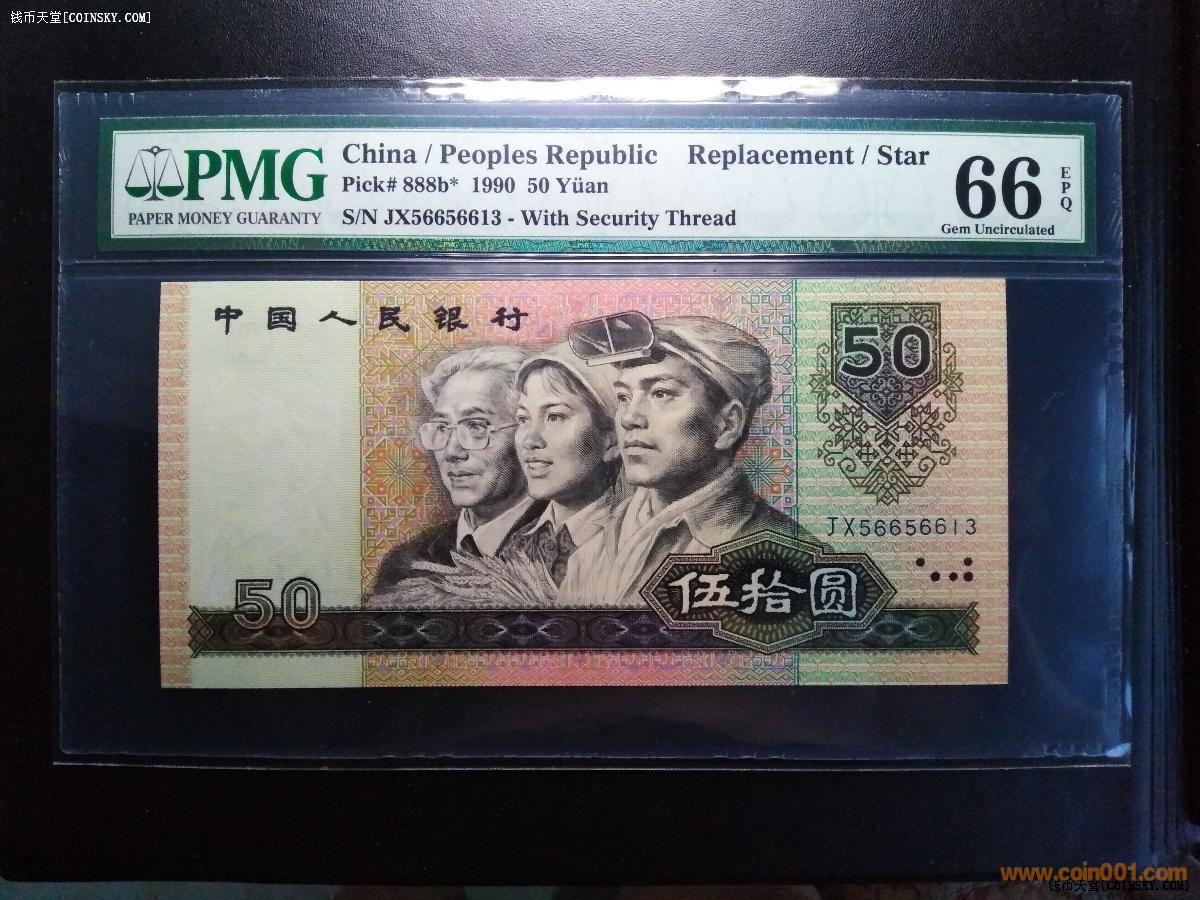 钱币天堂[COINSKY.COM]
PMG
PAPER MONEY GUARANTY
China / Peoples Republic Replacement / Star
Pick# 888b* 1990 50 Yüan
S/N JX56656613 - With Security Thread
66
EPQ
Gem Uncirculated
中国人民银行
50
JX56656613
50
伍拾圆
www.coin001.com
钱币天堂[COINSKY.COM]